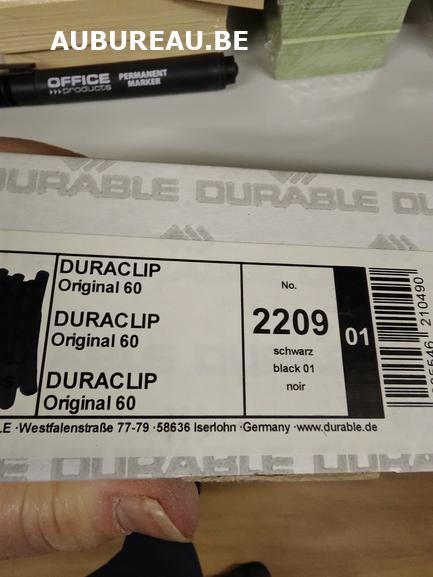 AUBUREAU.BE
OFFICE products PERMANENT MARKER
DURABLE DURABLE
DURACLIP
Original 60
DURACLIP
Original 60
DURACLIP
Original 60
No.
2209
schwarz
black 01
noir
01
210490
·Westfalenstraße 77-79 ·58636 Iserlohn ·Germany ·www.durable.de
DURABLE